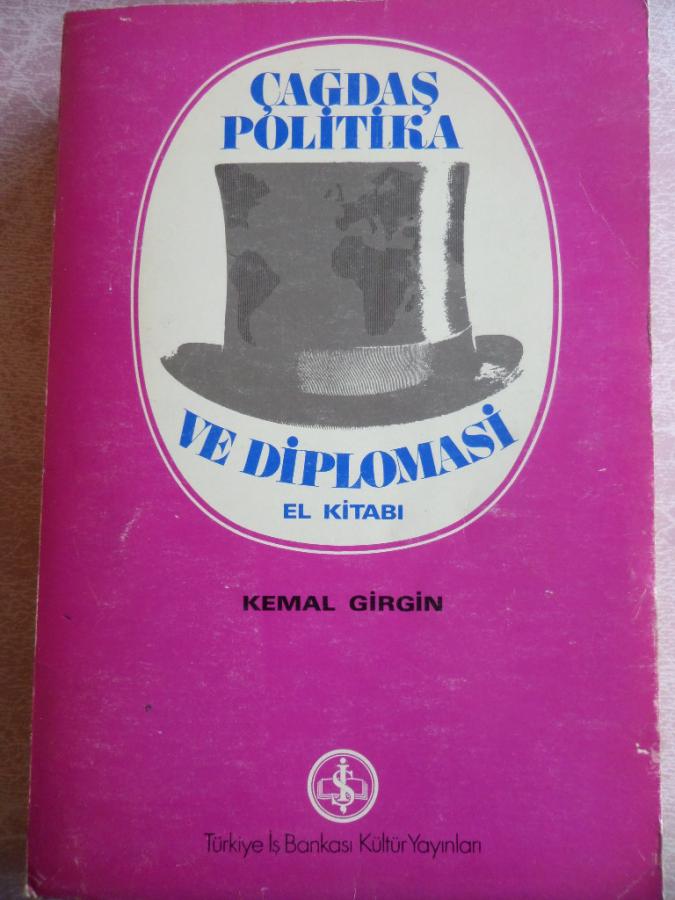 ÇAĞDAŞ
POLİTİKA
VE DİPLOMASİ
EL KİTABI
KEMAL GİRGİN
İŞ
Türkiye İş Bankası Kültür Yayınları